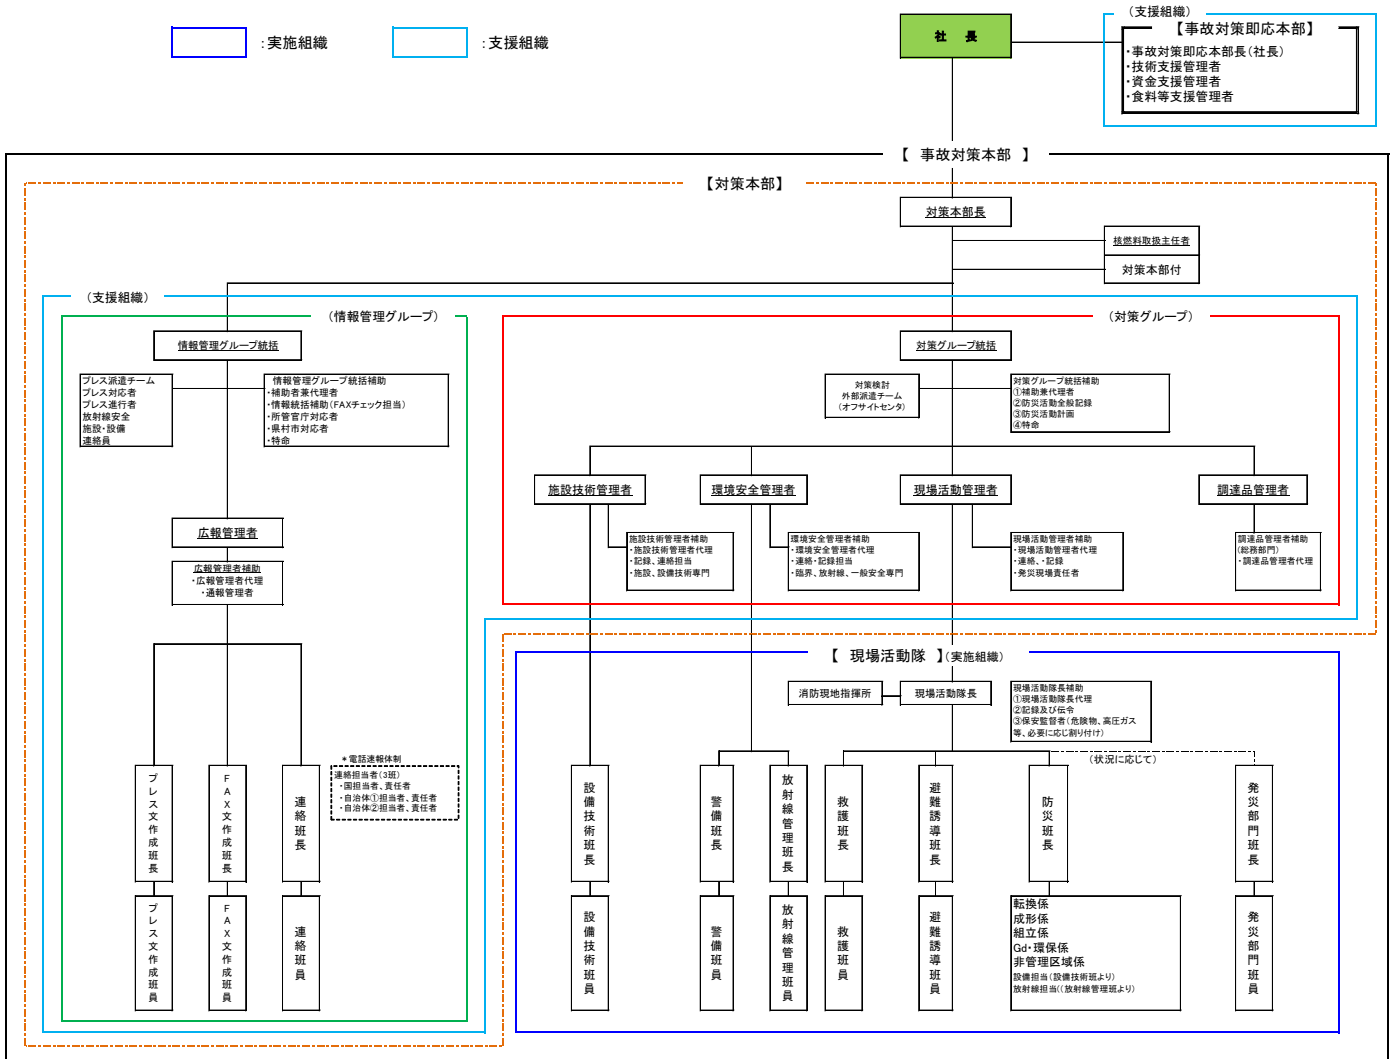 :実施組織
:支援組織
社　長
(支援組織)
【事故対策即応本部】
・事故対策即応本部長(社長)
・技術支援管理者
・資金支援管理者
・食料等支援管理者
【　事故対策本部　】
【対策本部】
対策本部長
核燃料取扱主任者
対策本部付
(支援組織)
(情報管理グループ)
(対策グループ)
情報管理グループ統括
対策グループ統括
プレス派遣チーム
プレス対応者
プレス進行者
放射線安全
施設・設備
連絡員
情報管理グループ統括補助
・補助者兼代理者
・情報統括補助(FAXチェック担当)
・所管官庁対応者
・県村市対応者
・特命
対策検討
外部派遣チーム
(オフサイトセンタ)
対策グループ統括補助
①補助兼代理者
②防災活動全般記録
③防災活動計画
④特命
施設技術管理者
環境安全管理者
現場活動管理者
調達品管理者
広報管理者
広報管理者補助
・広報管理者代理
・通報管理者
施設技術管理者補助
・施設技術管理者代理
・記録、連絡担当
・施設、設備技術専門
環境安全管理者補助
・環境安全管理者代理
・連絡・記録担当
・臨界、放射線、一般安全専門
現場活動管理者補助
・現場活動管理者代理
・連絡、・記録
・発災現場責任者
調達品管理者補助
(総務部門)
・調達品管理者代理
【　現場活動隊　】(実施組織)
消防現地指揮所
現場活動隊長
現場活動隊長補助
①現場活動隊長代理
②記録及び伝令
③保安監督者(危険物、高圧ガス
等、必要に応じ割り付け)
(状況に応じて)
*電話速報体制
連絡担当者(3班)
・国担当者、責任者
・自治体①担当者、責任者
・自治体②担当者、責任者
プレス文作成班長
FAX文作成班長
連絡班長
設備技術班長
警備班長
放射線管理班長
救護班長
避難誘導班長
防災班長
発災部門班長
プレス文作成班員
FAX文作成班員
連絡班員
設備技術班員
警備班員
放射線管理班員
救護班員
避難誘導班員
転換係
成形係
組立係
Gd・環保係
非管理区域係
設備担当(設備技術班より)
放射線担当((放射線管理班より)
発災部門班員